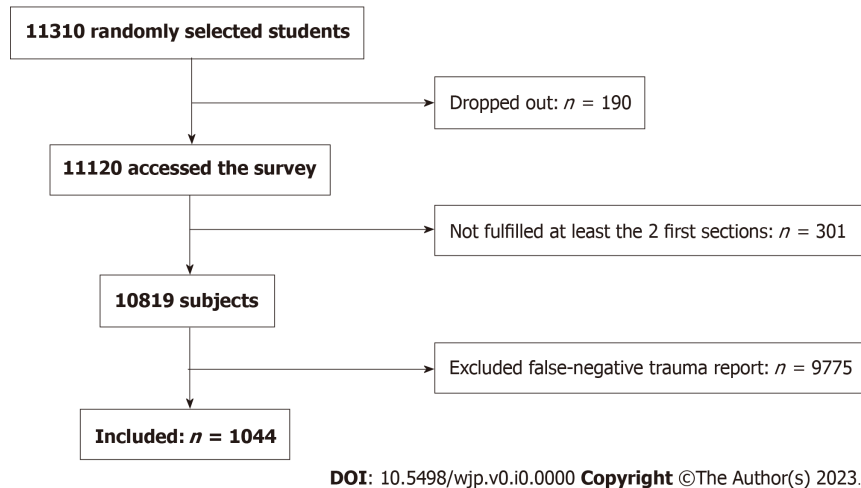 11310 randomly selected students
Dropped out: n = 190
11120 accessed the survey
Not fulfilled at least the 2 first sections: n = 301
10819 subjects
Excluded false-negative trauma report: n = 9775
Included: n = 1044
DOI: 10.5498/wjp.v0.i0.0000 Copyright ©The Author(s) 2023.